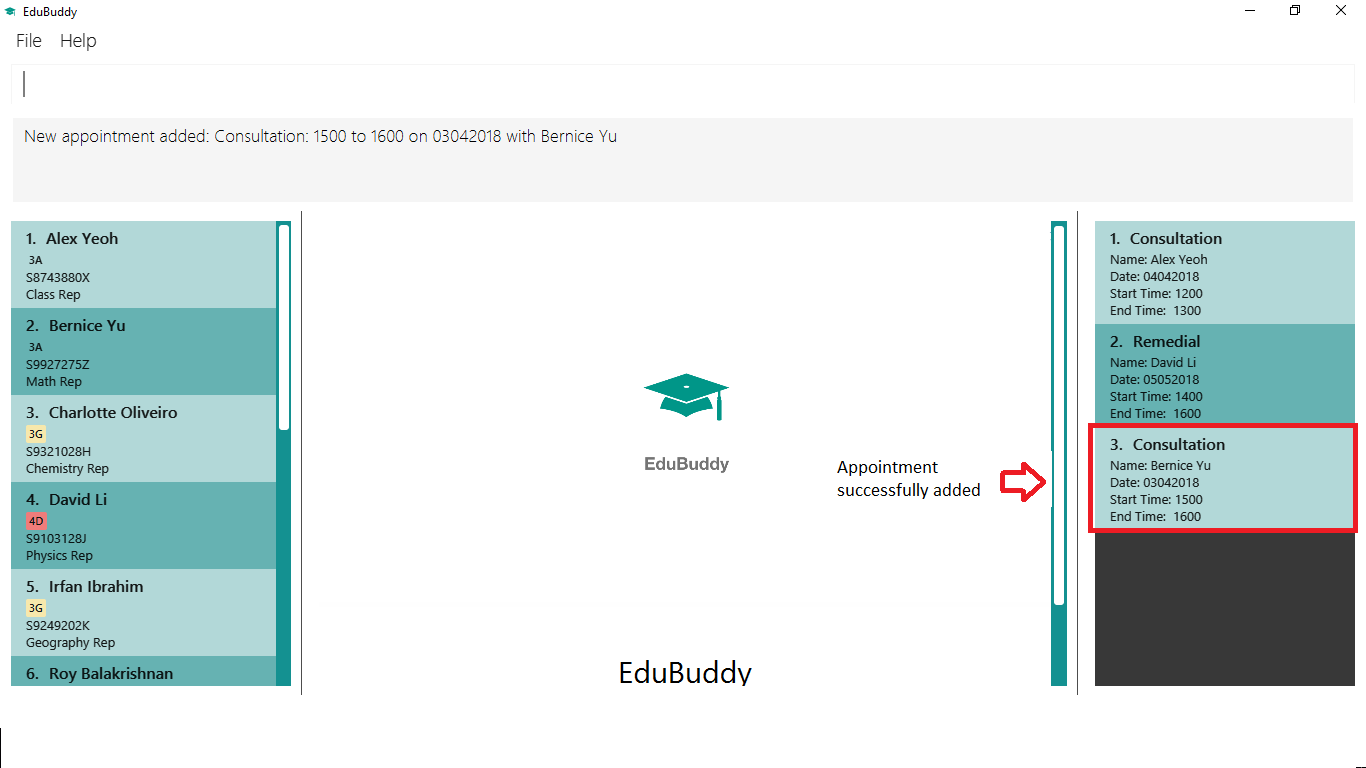 EduBuddy
File Help
New appointment added: Consultation: 1500 to 1600 on 03042018 with Bernice Yu
1. Alex Yeoh
3A
S8743880X
Class Rep
2. Bernice Yu
3A
S9927275Z
Math Rep
3. Charlotte Oliveiro
3G
S9321028H
Chemistry Rep
4. David Li
4D
S9103128J
Physics Rep
5. Irfan Ibrahim
3G
S9249202K
Geography Rep
6. Roy Balakrishnan
EduBuddy
Appointment
successfully added
EduBuddy
1. Consultation
Name: Alex Yeoh
Date: 04042018
Start Time: 1200
End Time: 1300
2. Remedial
Name: David Li
Date: 05052018
Start Time: 1400
End Time: 1600
3. Consultation
Name: Bernice Yu
Date: 03042018
Start Time: 1500
End Time: 1600